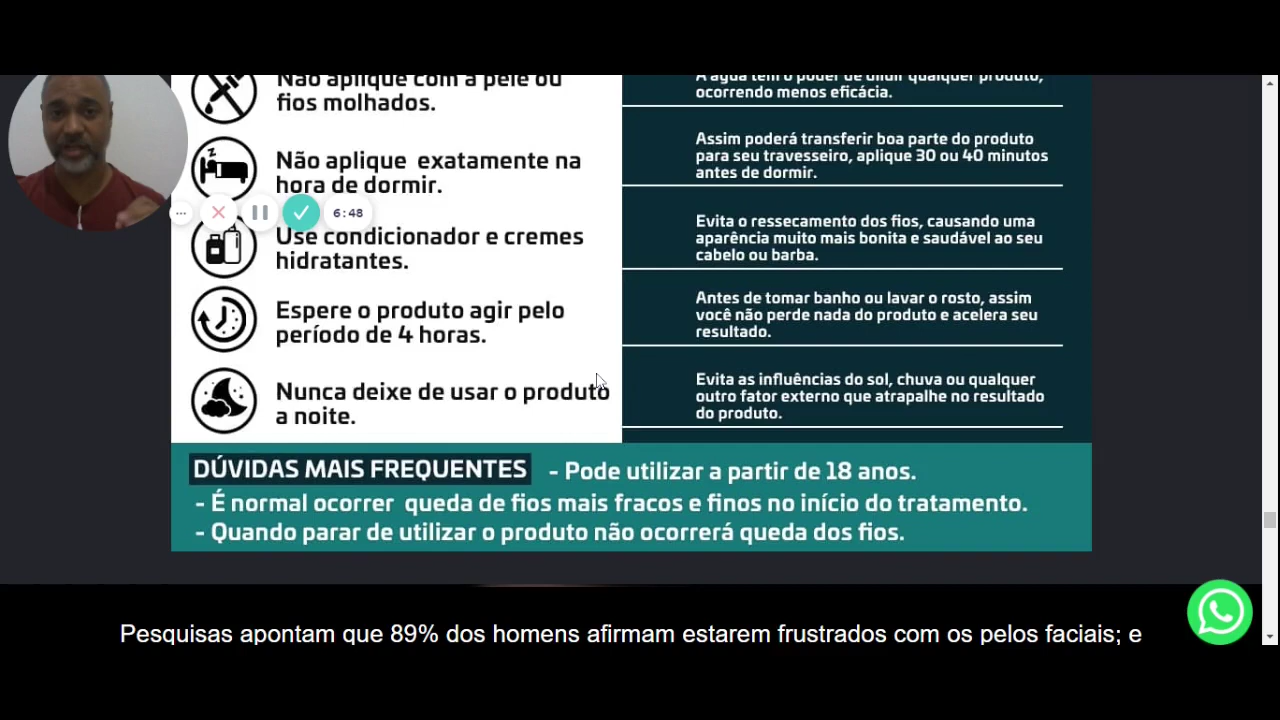 Não aplique com a pele ou
fios molhados.
A água tem o poder de diluir qualquer produto,
ocorrendo menos eficácia.
Não aplique exatamente na
hora de dormir.
Assim poderá transferir boa parte do produto
para seu travesseiro, aplique 30 ou 40 minutos
antes de dormir.
6:48
Use condicionador e cremes
hidratantes.
Evita o ressecamento dos fios, causando uma
aparência muito mais bonita e saudável ao seu
cabelo ou barba.
Espere o produto agir pelo
período de 4 horas.
Antes de tomar banho ou lavar o rosto, assim
você não perde nada do produto e acelera seu
resultado.
Nunca deixe de usar o produto
a noite.
Evita as influências do sol, chuva ou qualquer
outro fator externo que atrapalhe no resultado
do produto.
DÚVIDAS MAIS FREQUENTES - Pode utilizar a partir de 18 anos.
- É normal ocorrer queda de fios mais fracos e finos no início do tratamento.
- Quando parar de utilizar o produto não ocorrerá queda dos fios.
Pesquisas apontam que 89% dos homens afirmam estarem frustrados com os pelos faciais; e